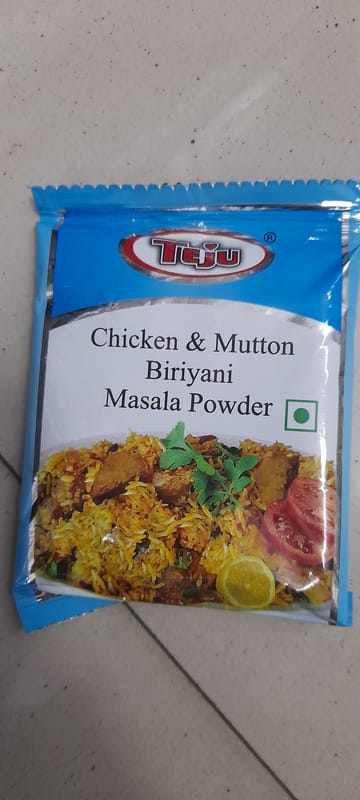 TEJU ®
Chicken & Mutton
Biriyani
Masala Powder